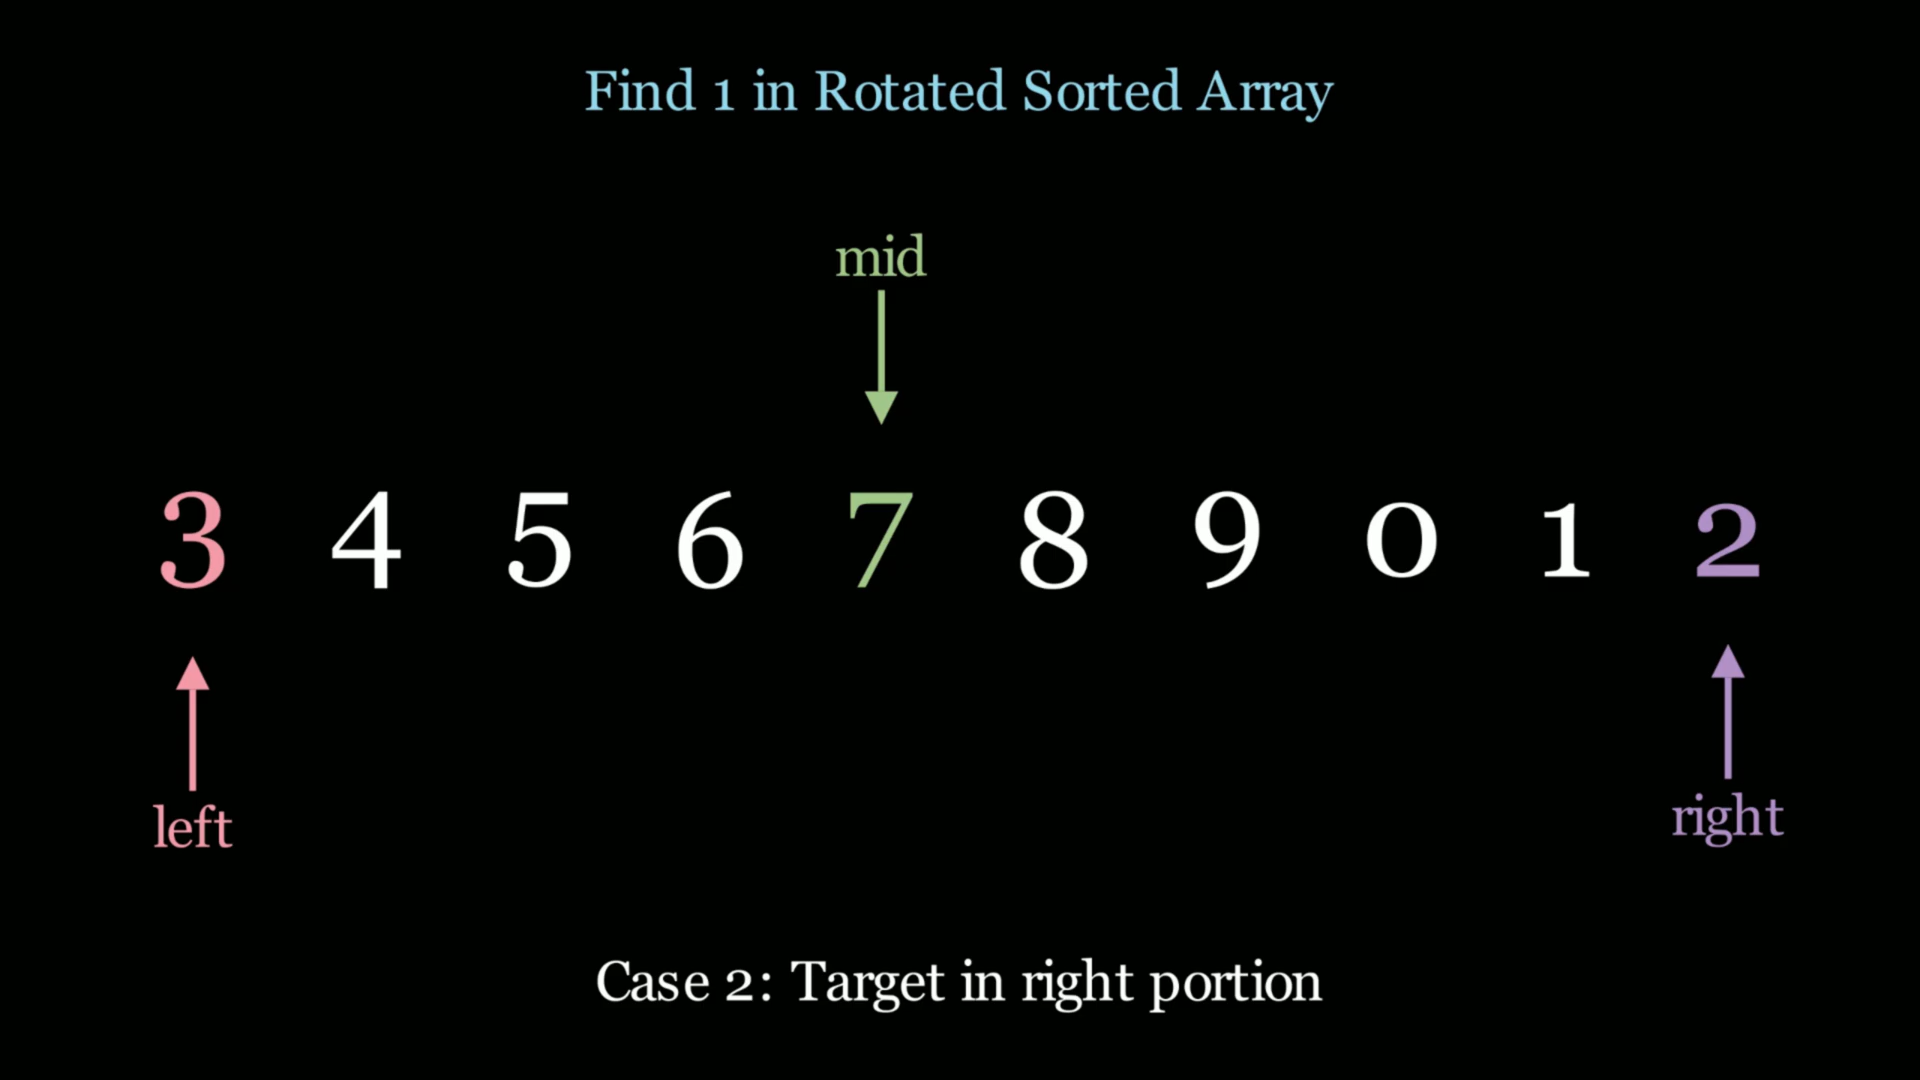 Find 1 in Rotated Sorted Array
mid
3 4 5 6 7 8 9 0 1 2
left
right
Case 2: Target in right portion